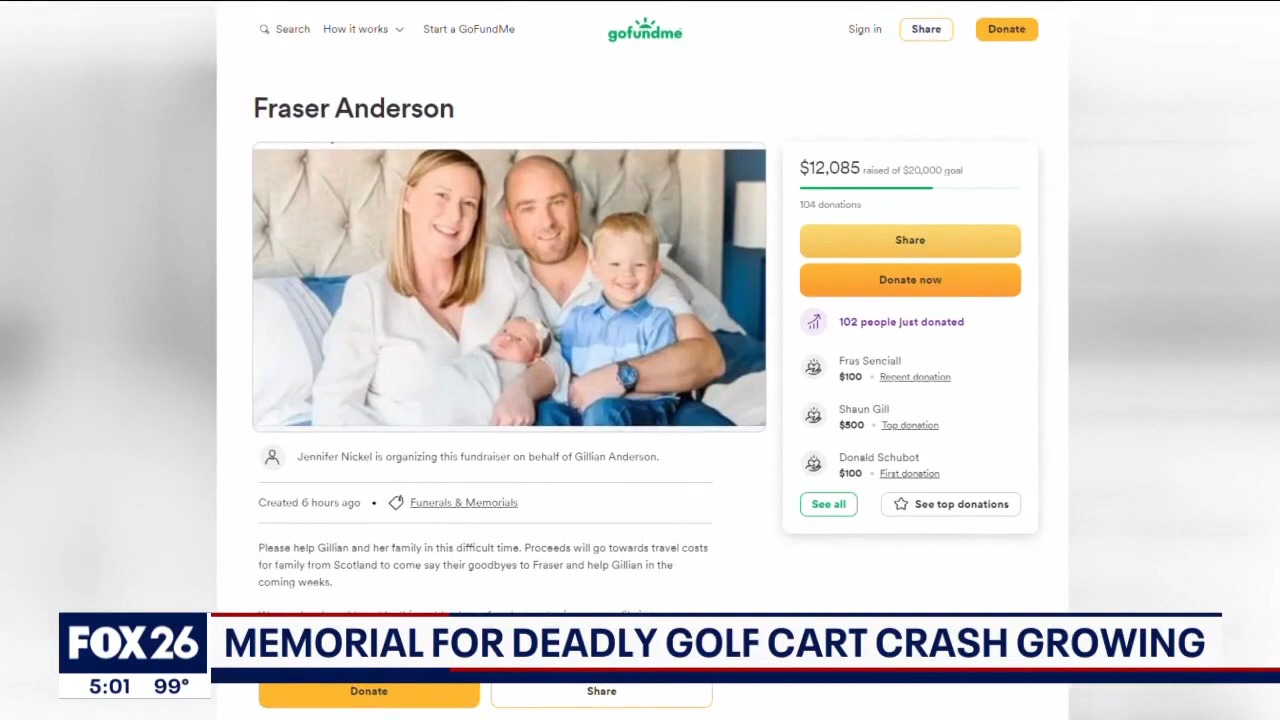 Search
How it works
Start a GoFundMe
gofundme
Sign in
Share
Donate
Fraser Anderson
$12,085 raised of $20,000 goal
104 donations
Share
Donate now
102 people just donated
Fras Senciall
$100 • Recent donation
Shaun Gill
$500 • Top donation
Donald Schubot
$100 • First donation
See all
See top donations
Jennifer Nickel is organizing this fundraiser on behalf of Gillian Anderson.
Created 6 hours ago • Funerals & Memorials
Please help Gillian and her family in this difficult time. Proceeds will go towards travel costs
for family from Scotland to come say their goodbyes to Fraser and help Gillian in the
coming weeks.
FOX 26
MEMORIAL FOR DEADLY GOLF CART CRASH GROWING
5:01 99°
Donate
Share